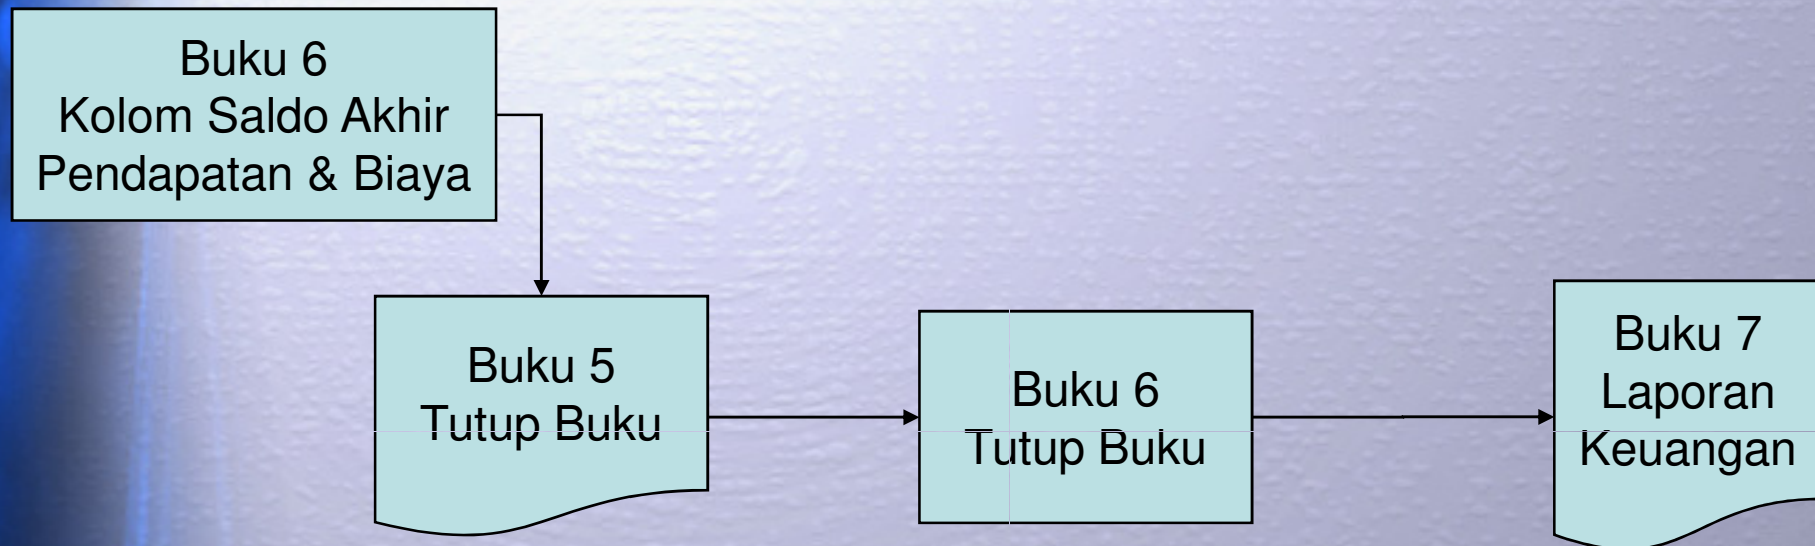 Buku 6
Kolom Saldo Akhir
Pendapatan & Biaya
Buku 5
Tutup Buku
Buku 6
Tutup Buku
Buku 7
Laporan
Keuangan